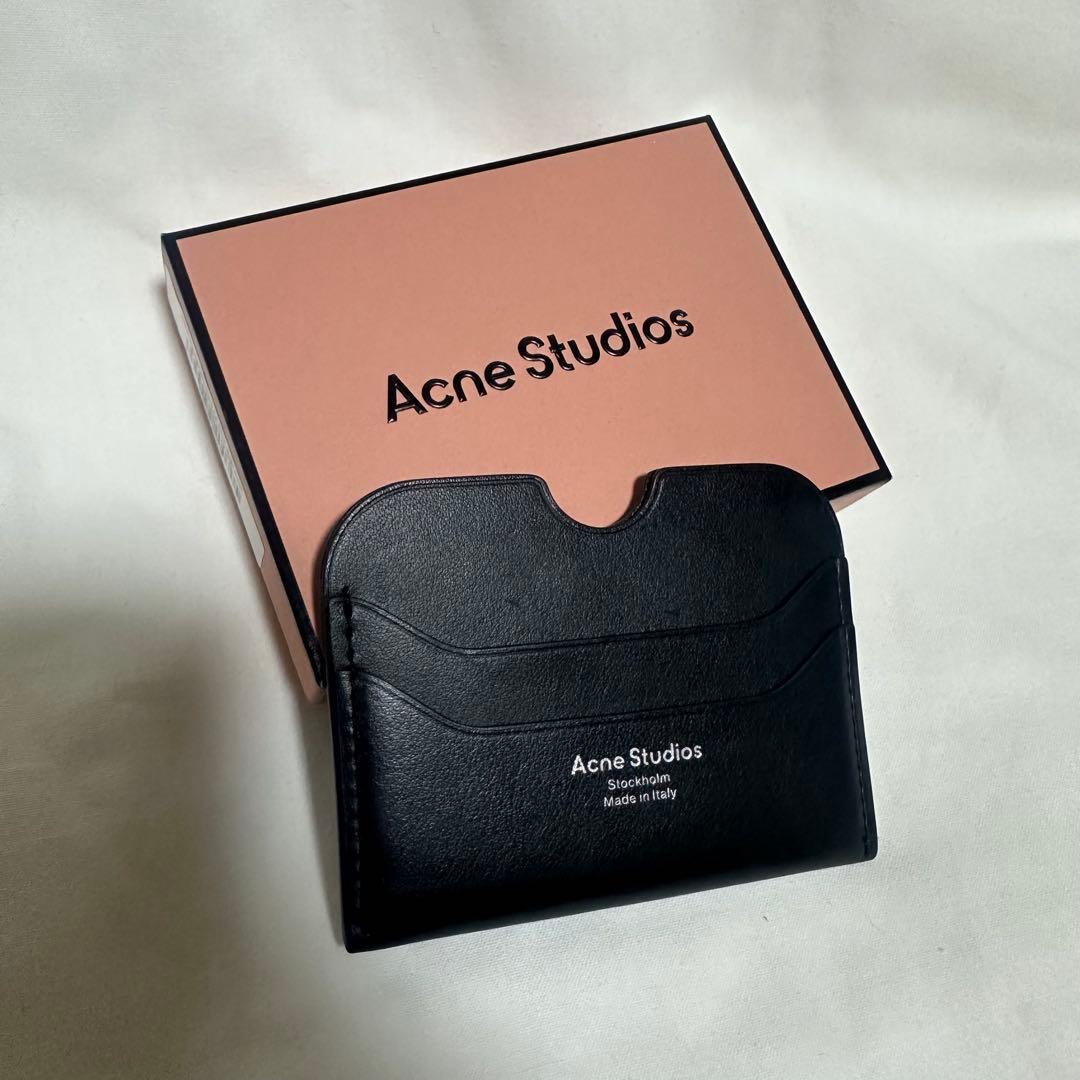 Acne Studios
Acne Studios
Stockholm
Made in Italy